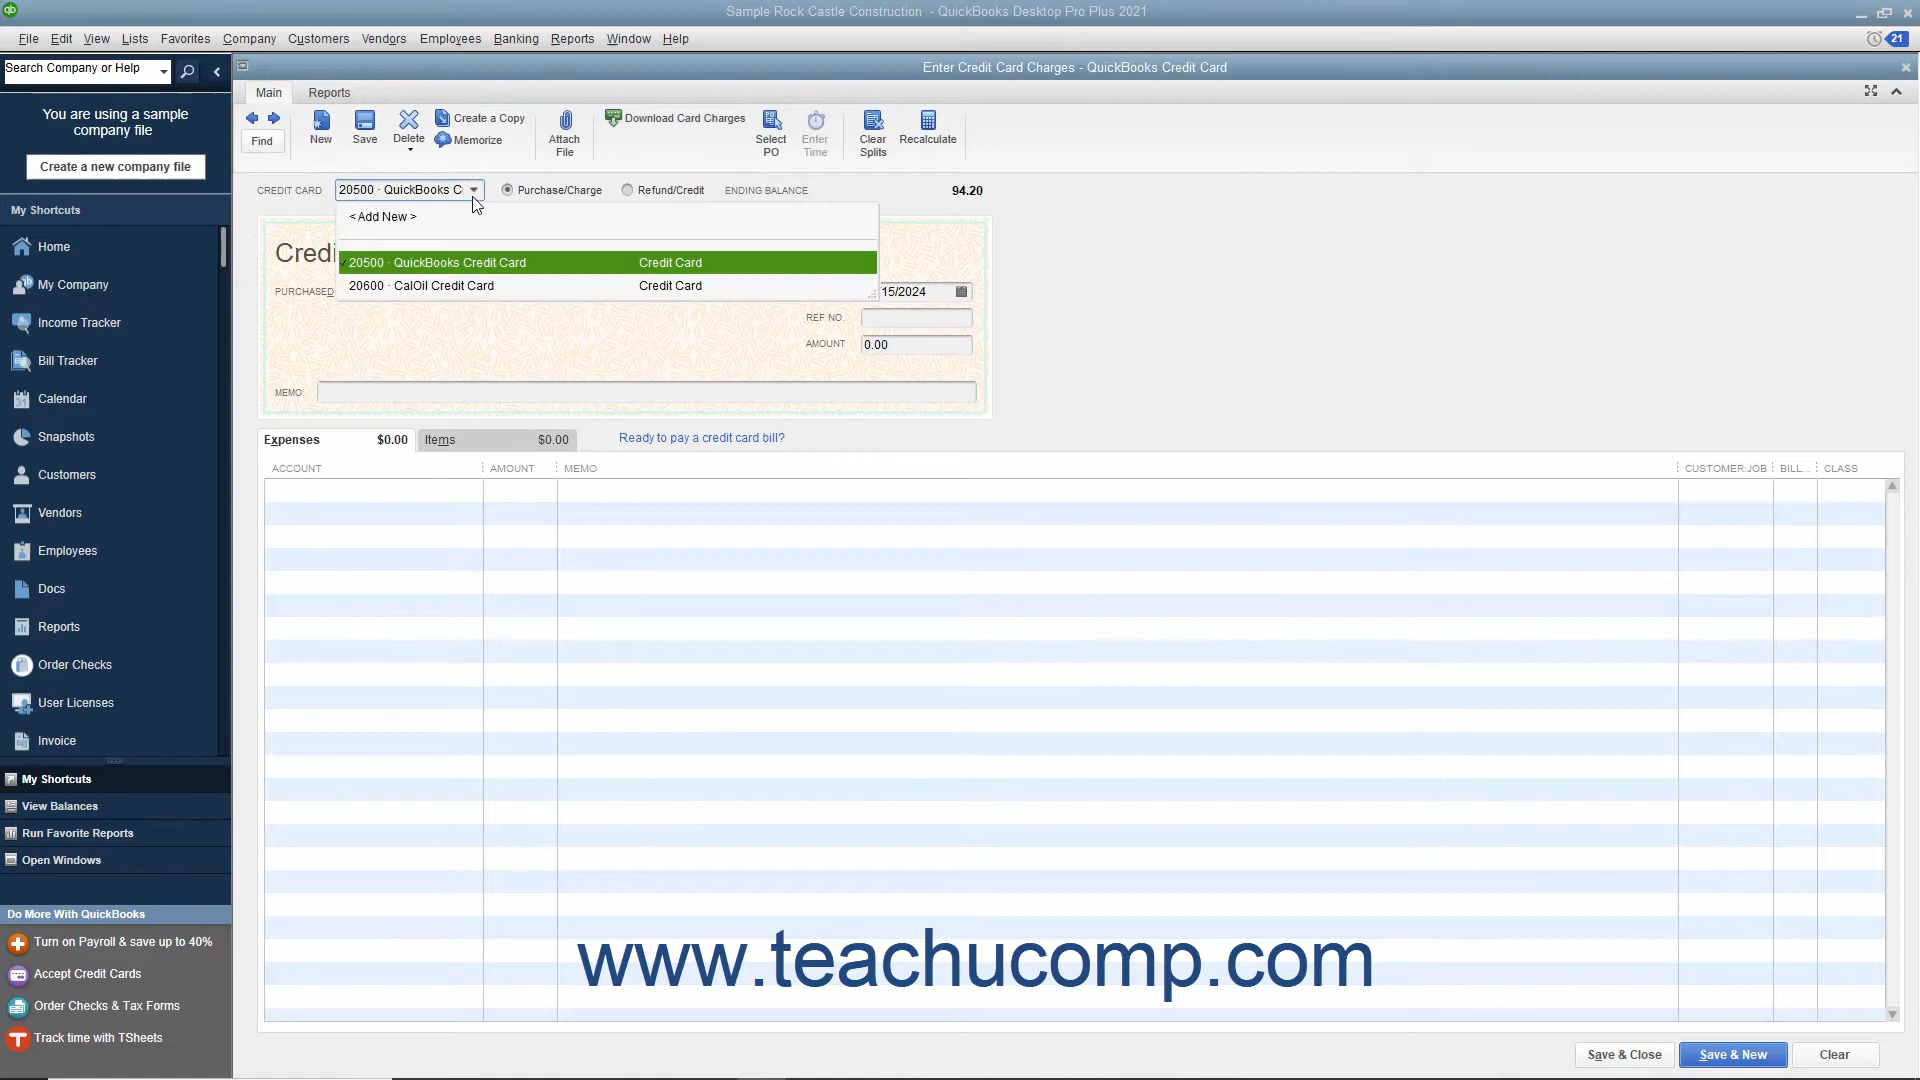 Sample Rock Castle Construction - QuickBooks Desktop Pro Plus 2021
File Edit View Lists Favorites Company Customers Vendors Employees Banking Reports Window Help
21
Search Company or Help
Enter Credit Card Charges - QuickBooks Credit Card
You are using a sample
company file
Create a new company file
Main Reports
Find
New
Save
Delete
Create a Copy
Memorize
Attach
File
Download Card Charges
Select
PO
Enter
Time
Clear
Splits
Recalculate
CREDIT CARD 20500 · QuickBooks C Purchase/Charge Refund/Credit ENDING BALANCE 94.20
< Add New >
✓ 20500 · QuickBooks Credit Card Credit Card
20600 · CalOil Credit Card Credit Card
Credi
PURCHASED 15/2024
REF NO.
AMOUNT 0.00
MEMO
Expenses $0.00 Items $0.00 Ready to pay a credit card bill?
ACCOUNT AMOUNT MEMO CUSTOMER:JOB BILL... CLASS
My Shortcuts
Home
My Company
Income Tracker
Bill Tracker
31 Calendar
Snapshots
Customers
Vendors
Employees
Docs
Reports
Order Checks
User Licenses
Invoice
My Shortcuts
View Balances
Run Favorite Reports
Open Windows
Do More With QuickBooks
Turn on Payroll & save up to 40%
Accept Credit Cards
Order Checks & Tax Forms
Track time with TSheets
www.teachucomp.com
Save & Close Save & New Clear